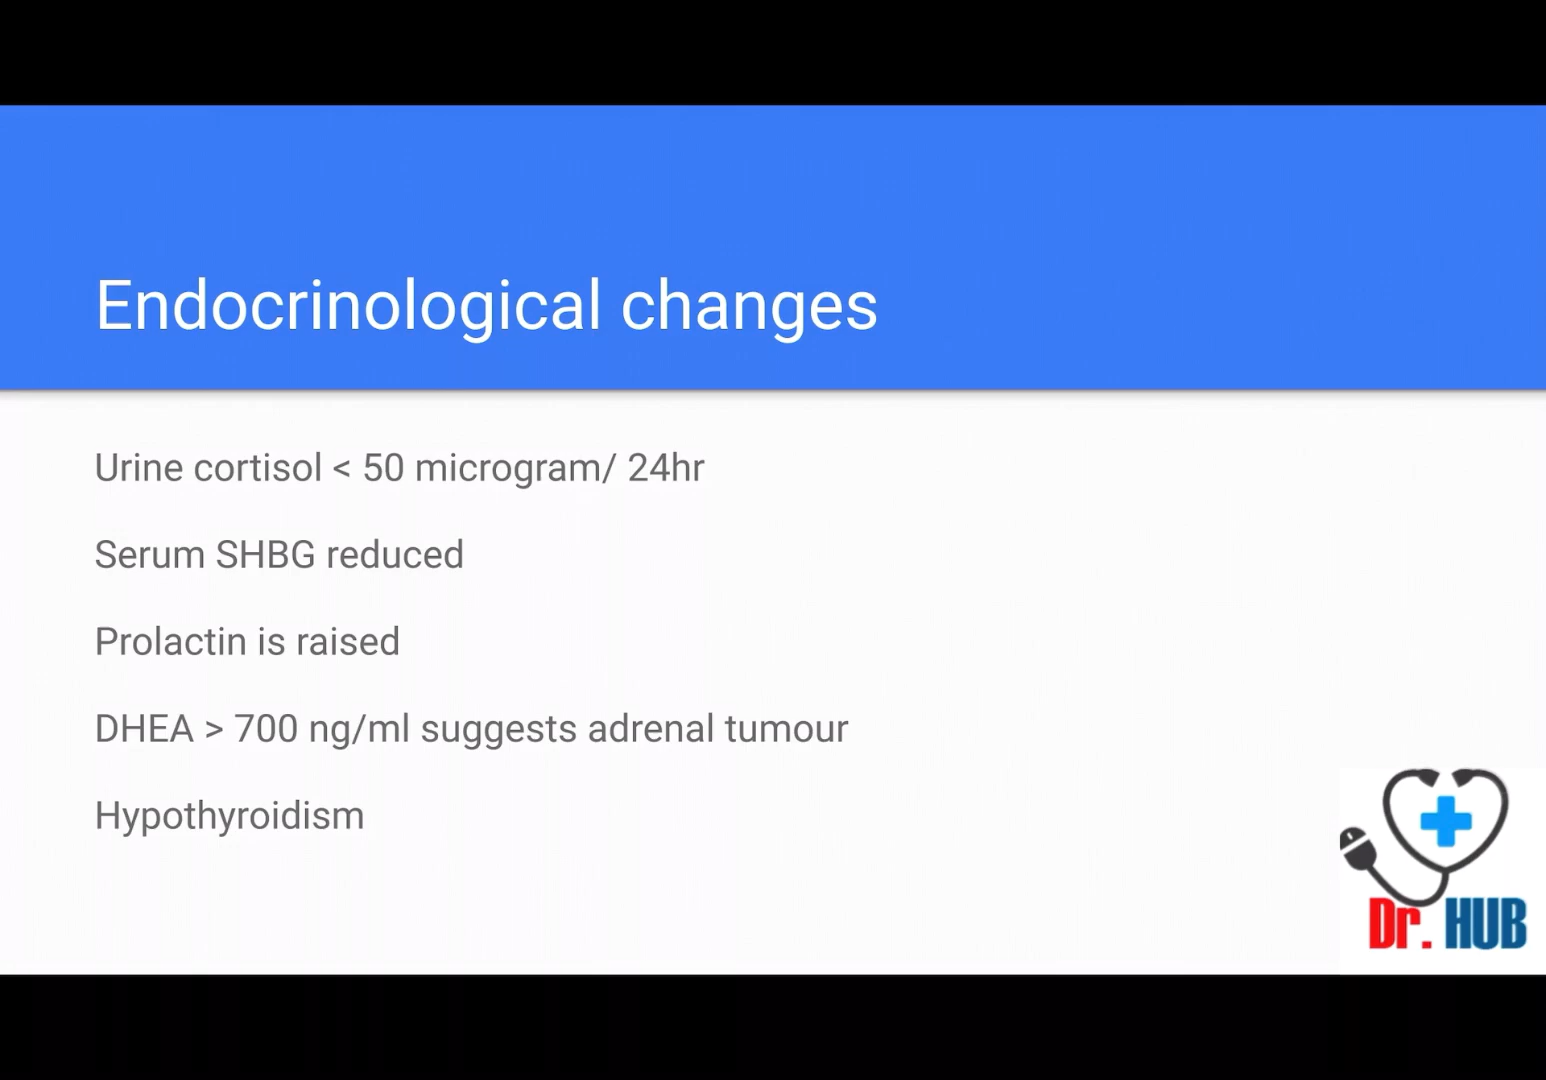 Endocrinological changes
Urine cortisol < 50 microgram/ 24hr
Serum SHBG reduced
Prolactin is raised
DHEA > 700 ng/ml suggests adrenal tumour
Hypothyroidism
Dr. HUB